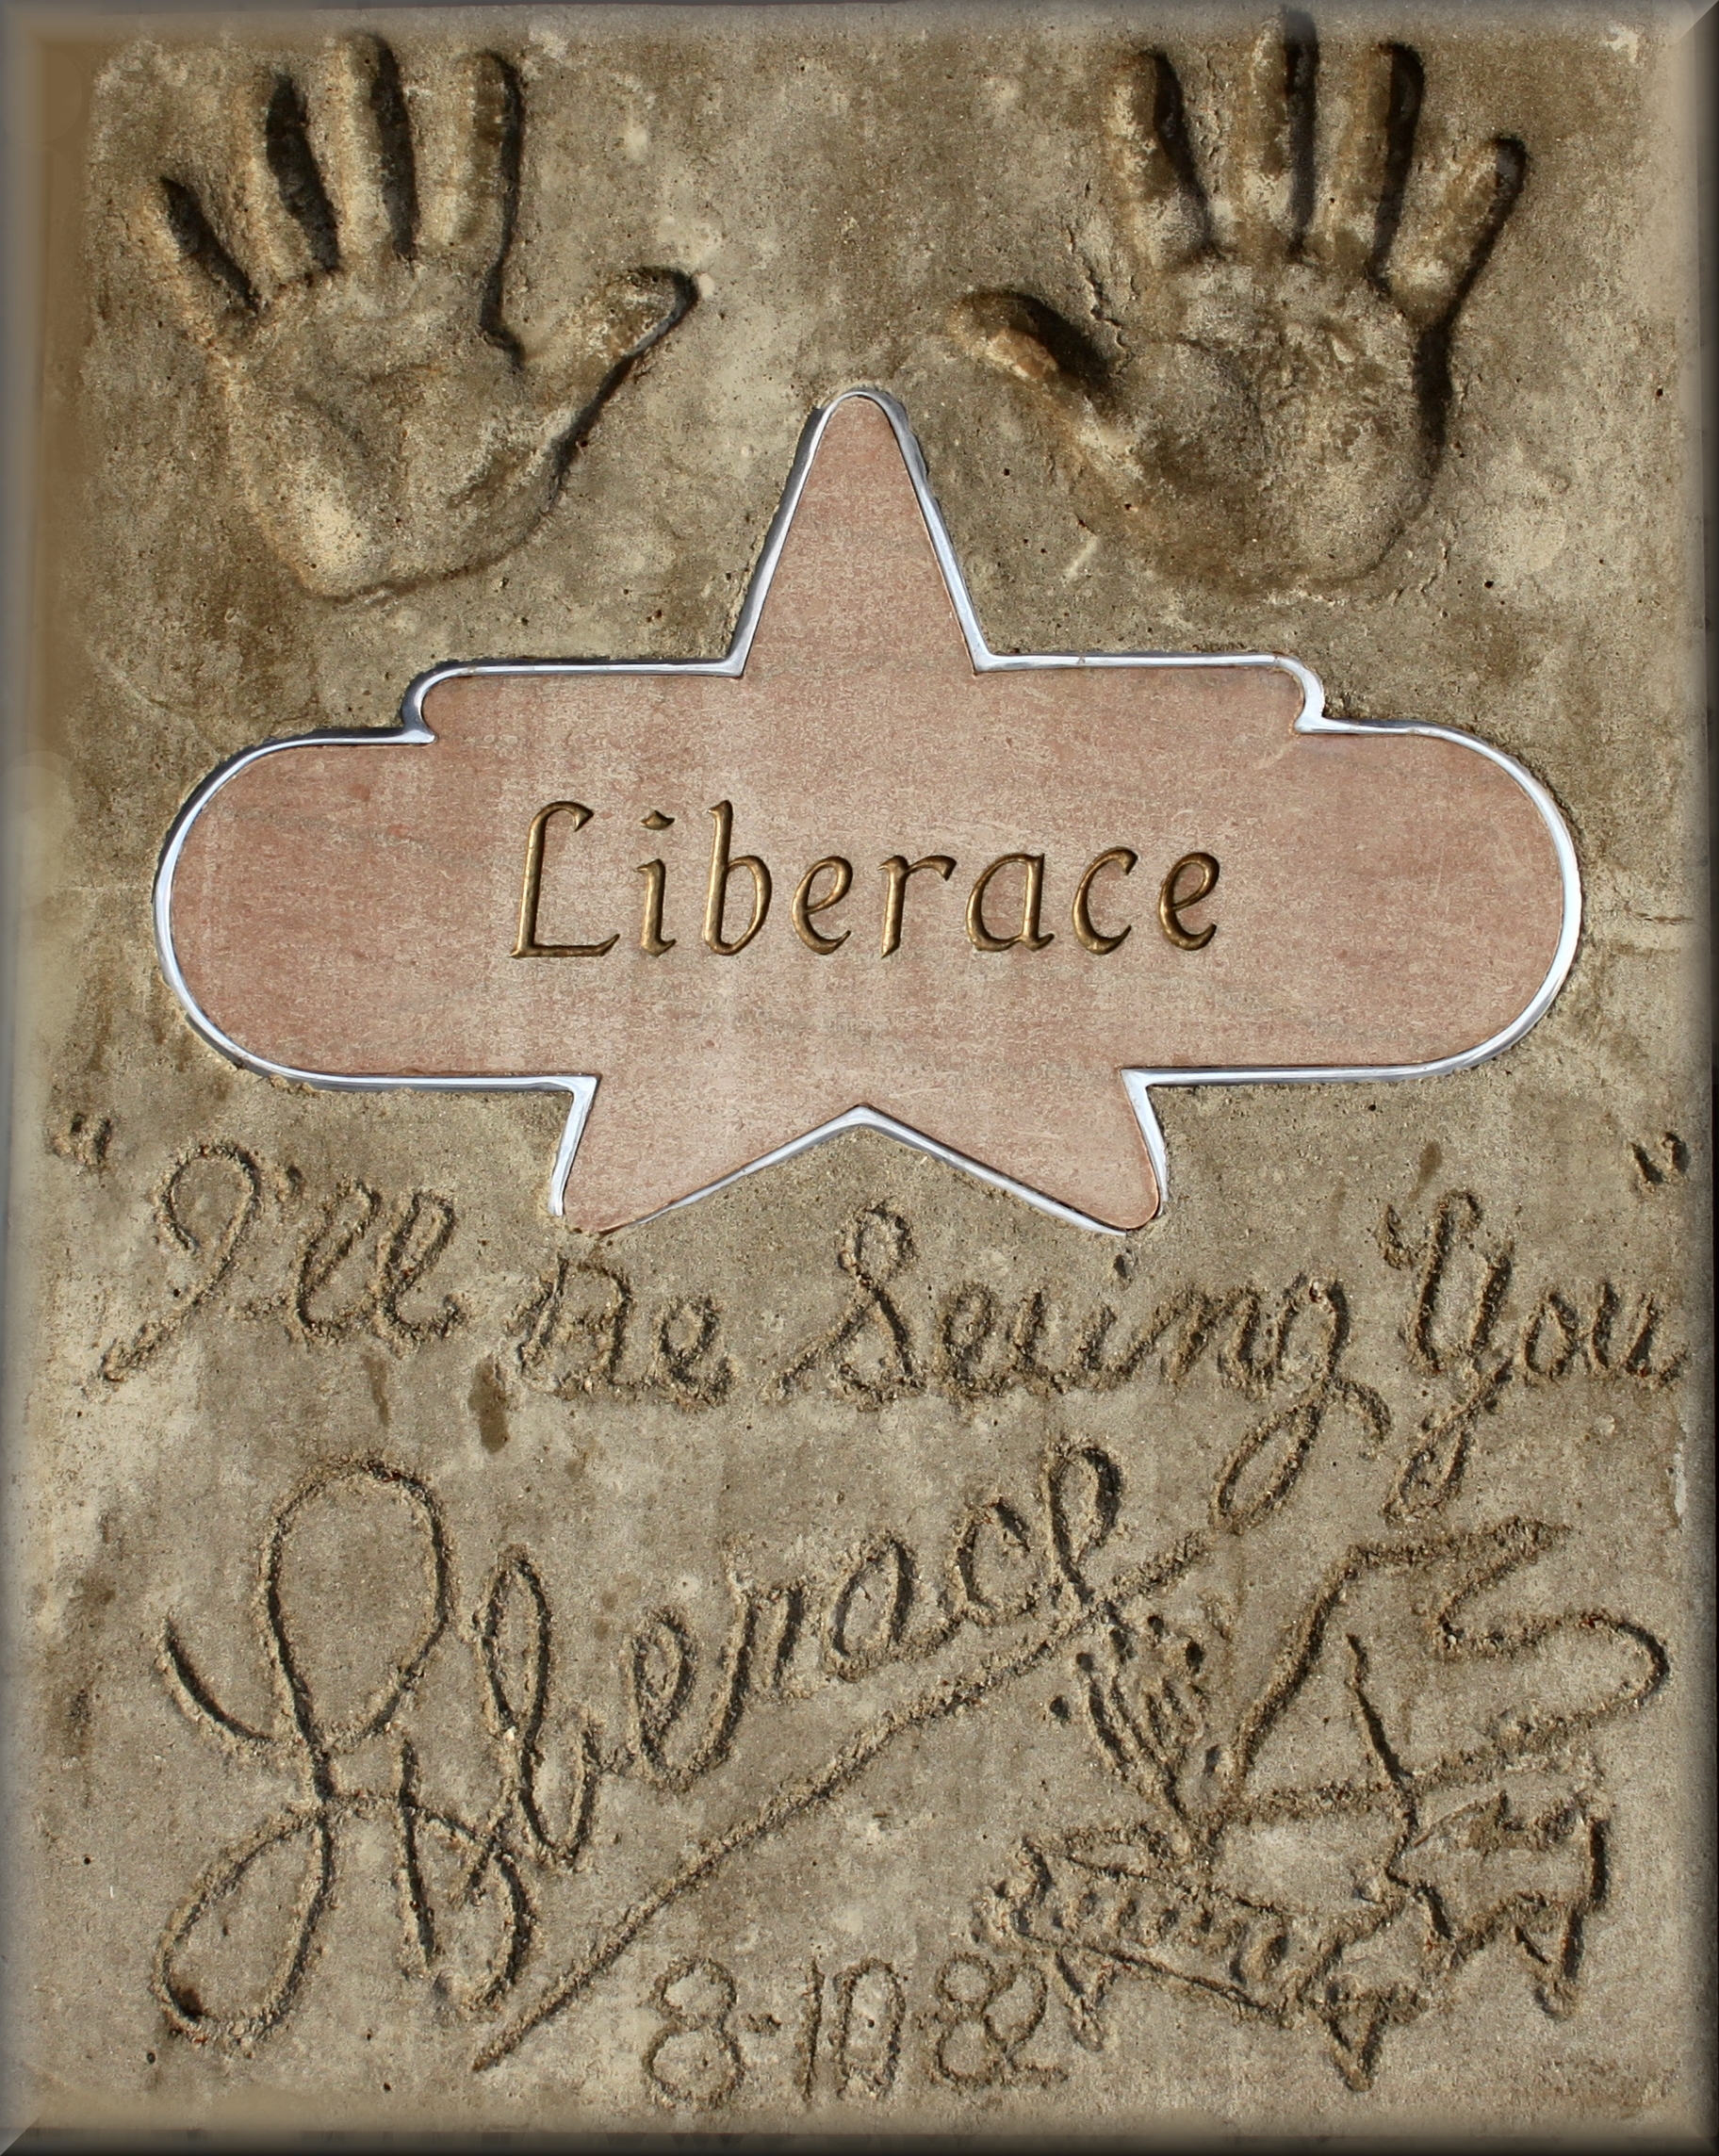 Liberace
"I'll Be Seeing You"
Liberace
8-10-82